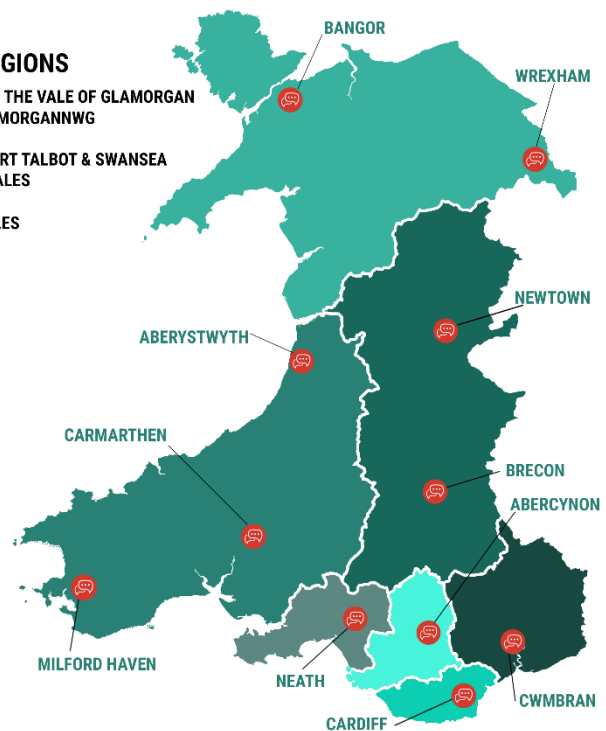 BANGOR
GIONS
WREXHAM
THE VALE OF GLAMORGAN
MORGANNWG
RT TALBOT & SWANSEA
ALES
LES
NEWTOWN
ABERYSTWYTH
CARMARTHEN
BRECON
ABERCYNON
MILFORD HAVEN
NEATH
CWMBRAN
CARDIFF